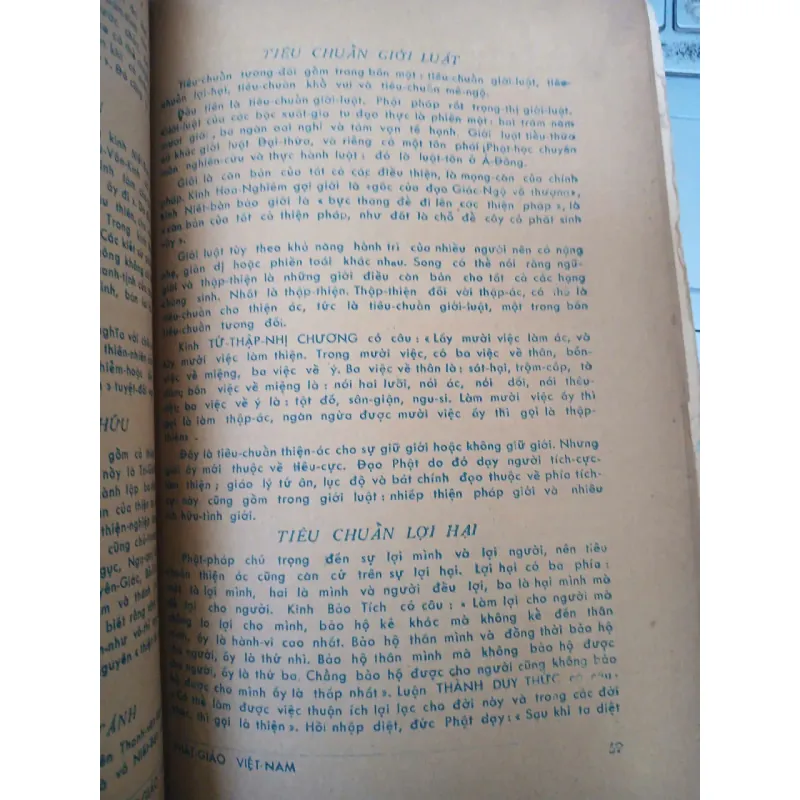 TIÊU CHUẨN GIỚI LUẬT
Tiêu-chuẩn tương-đối gồm trong bốn mặt: tiêu-chuẩn giới-luật, tiêu-
chuẩn lợi-hại, tiêu-chuẩn khổ vui và tiêu-chuẩn mê-ngộ.
Đầu tiên là tiêu-chuẩn giới-luật. Phật pháp rất trọng-thị giới-luật.
Giới-luật của các bậc xuất-gia tu đạo thực là phiền mật: hai trăm năm
mươi giới, ba ngàn oai nghi và tám vạn tế hạnh. Giới luật tiểu-thừa
khác giới luật Đại-thừa, và riêng có một tôn phái Phật-học chuyên
môn nghiên-cứu và thực hành luật: đó là luật-tôn ở Á-Đông.
Giới là căn bản của tất cả các điều thiện, là mạng-căn của chính
pháp. Kinh Hoa-Nghiêm gọi giới là «gốc của đạo Giác-Ngộ vô thượng»,
kinh Niết-bàn bảo giới là « bực thang để đi lên các thiện pháp », là
« căn bản của tất cả thiện pháp, như đất là chỗ để cây cỏ phát sinh
vậy ».
Giới luật tùy theo khả năng hành trì của nhiều người nên có nặng
nhẹ, giản dị hoặc phiền toái khác nhau. Song có thể nói rằng ngũ-
giới và thập-thiện là những giới điều căn bản cho tất cả các hạng
chúng sinh. Nhất là thập-thiện. Thập-thiện đối với thập-ác, có thể là
tiêu-chuẩn cho thiện ác, tức là tiêu-chuẩn giới-luật, một trong bốn
tiêu-chuẩn tương đối.
Kinh TỨ-THẬP-NHỊ CHƯƠNG có câu: « Lấy mười việc làm ác, và
lấy mười việc làm thiện. Trong mười việc, có ba việc về thân, bốn-
việc về miệng, ba việc về ý. Ba việc về thân là: sát-hại, trộm-cắp, tà
dâm; bốn việc về miệng là: nói hai lưỡi, nói ác, nói dối, nói thêu-
dệt; ba việc về ý là: tật đố, sân-giận, ngu-si. Làm mười việc ấy thì
gọi là làm thập-ác, ngăn ngừa được mười việc ấy thì gọi là thập-
thiện» .
Đây là tiêu-chuẩn thiện-ác cho sự giữ giới hoặc không giữ giới. Nhưng
giới ấy mới thuộc về tiêu-cực. Đạo Phật do đó dạy người tích-cực-
làm thiện; giáo lý tứ ân, lục độ và bát chính đạo thuộc về phía tích-
cực này cũng gồm trong giới luật: nhiếp thiện pháp giới và nhiêu
ích hữu-tình giới.
TIÊU CHUẨN LỢI HẠI
Phật-pháp chú trọng đến sự lợi mình và lợi người, nên tiêu
chuẩn thiện ác cũng căn cứ trên sự lợi hại. Lợi hại có ba phía:
một là lợi mình, hai là mình và người đều lợi, ba là hại mình mà
để lợi cho người. Kinh Bảo Tích có câu: « Làm lợi cho người mà
không lo lợi cho mình, bảo hộ kẻ khác mà không kể đến thân
mình, ấy là hành-vi cao nhất. Bảo hộ thân mình và đồng thời bảo hộ
cho người, ấy là thứ nhì. Bảo hộ thân mình mà không bảo hộ được
cho người, ấy là thứ ba. Chẳng bảo hộ được cho người cũng không bảo
hộ được cho mình ấy là thấp nhất». Luận THÀNH DUY THỨC có câu:
« Có thể làm được việc thuận ích lợi lạc cho đời này và trong các đời
khác, thì gọi là thiện». Hồi nhập diệt, đức Phật dạy: « Sau khi ta diệt
PHẬT-GIÁO VIỆT-NAM